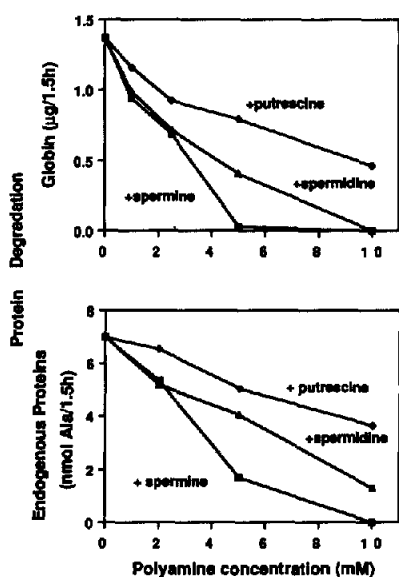 1.5
1.0
0.5
0.0
0 2 4 6 8 10
+putrescine
+spermidine
+spermine
Globin (µg/1.5h)
Protein Degradation
8
6
4
2
0
0 2 4 6 8 10
+ putrescine
+spermidine
+ spermine
Endogenous Proteins
(nmol Ala/1.5h)
Polyamine concentration (mM)